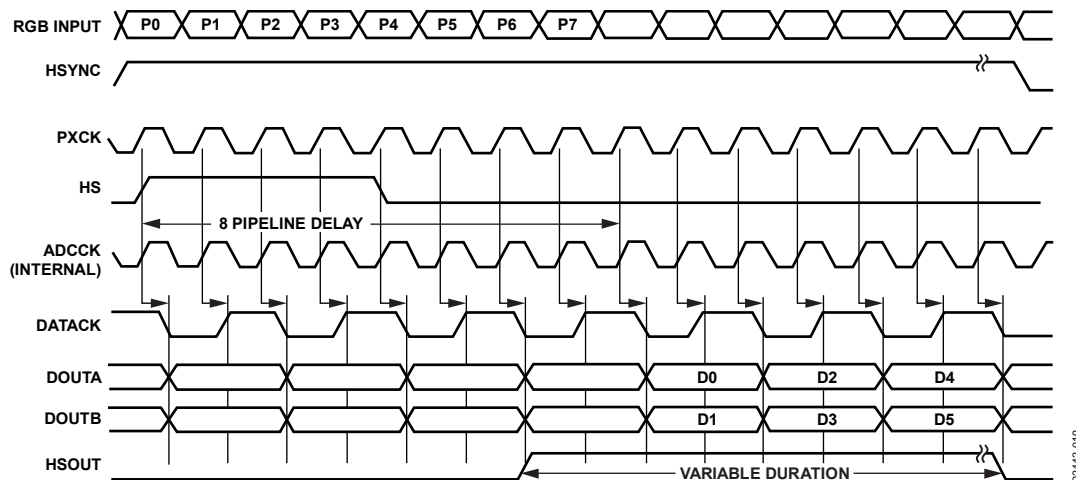 RGB INPUT P0 P1 P2 P3 P4 P5 P6 P7
HSYNC
PXCK
HS
8 PIPELINE DELAY
ADCCK
(INTERNAL)
DATACK
DOUTA D0 D2 D4
DOUTB D1 D3 D5
HSOUT
VARIABLE DURATION